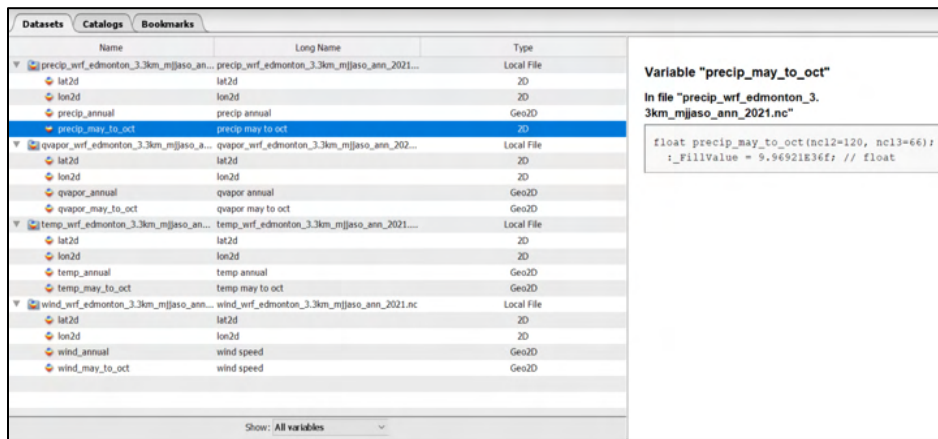 Datasets Catalogs Bookmarks
Name Long Name Type
precip_wrf_edmonton_3.3km_mjjaso_an... precip_wrf_edmonton_3.3km_mjjaso_ann_2021... Local File
lat2d lat2d 2D
lon2d lon2d 2D
precip_annual precip annual Geo2D
precip_may_to_oct precip may to oct 2D
qvapor_wrf_edmonton_3.3km_mjjaso_a... qvapor_wrf_edmonton_3.3km_mjjaso_ann_202... Local File
lat2d lat2d 2D
lon2d lon2d 2D
qvapor_annual qvapor annual Geo2D
qvapor_may_to_oct qvapor may to oct Geo2D
temp_wrf_edmonton_3.3km_mjjaso_an... temp_wrf_edmonton_3.3km_mjjaso_ann_2021.... Local File
lat2d lat2d 2D
lon2d lon2d 2D
temp_annual temp annual Geo2D
temp_may_to_oct temp may to oct Geo2D
wind_wrf_edmonton_3.3km_mjjaso_ann... wind_wrf_edmonton_3.3km_mjjaso_ann_2021.nc Local File
lat2d lat2d 2D
lon2d lon2d 2D
wind_annual wind speed Geo2D
wind_may_to_oct wind speed Geo2D
Show: All variables
Variable "precip_may_to_oct"
In file "precip_wrf_edmonton_3.
3km_mjjaso_ann_2021.nc"
float precip_may_to_oct(ncl2=120, ncl3=66);
:_FillValue = 9.96921E36f; // float